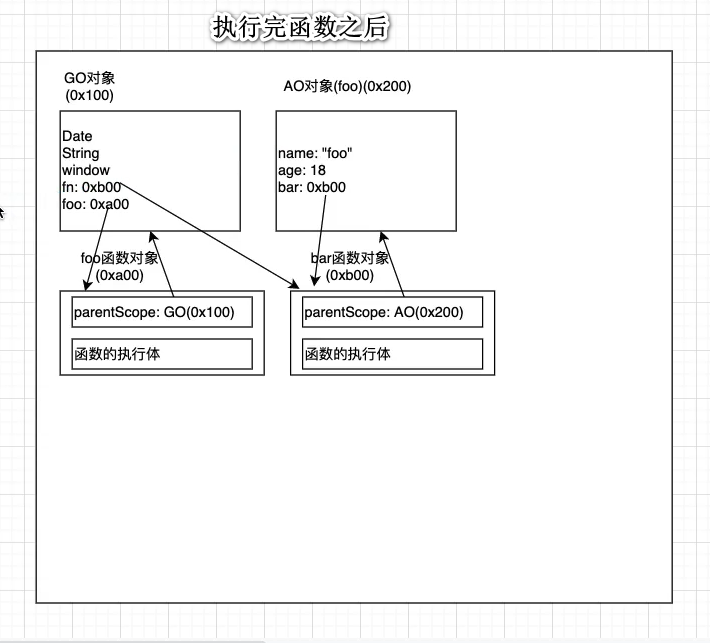 执行完函数之后
GO对象
(0x100)
AO对象(foo)(0x200)
Date
String
window
fn: 0xb00
foo: 0xa00
name: "foo"
age: 18
bar: 0xb00
foo函数对象
(0xa00)
bar函数对象
(0xb00)
parentScope: GO(0x100)
函数的执行体
parentScope: AO(0x200)
函数的执行体